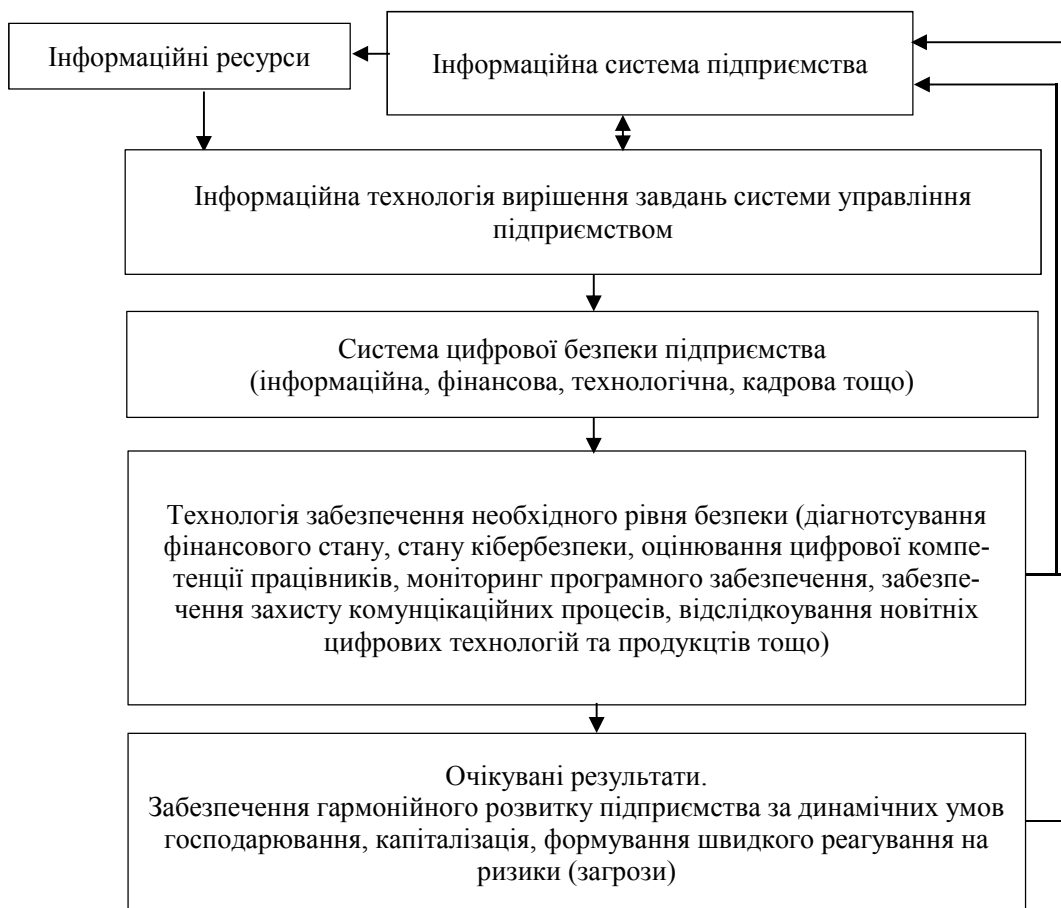 Інформаційні ресурси
Інформаційна система підприємства
Інформаційна технологія вирішення завдань системи управління
підприємством
Система цифрової безпеки підприємства
(інформаційна, фінансова, технологічна, кадрова тощо)
Технологія забезпечення необхідного рівня безпеки (діагнотсування
фінансового стану, стану кібербезпеки, оцінювання цифрової компе-
тенції працівників, моніторинг програмного забезпечення, забезпе-
чення захисту комунцікаційних процесів, відслідкоування новітніх
цифрових технологій та продукцтів тощо)
Очікувані результати.
Забезпечення гармонійного розвитку підприємства за динамічних умов
господарювання, капіталізація, формування швидкого реагування на
ризики (загрози)